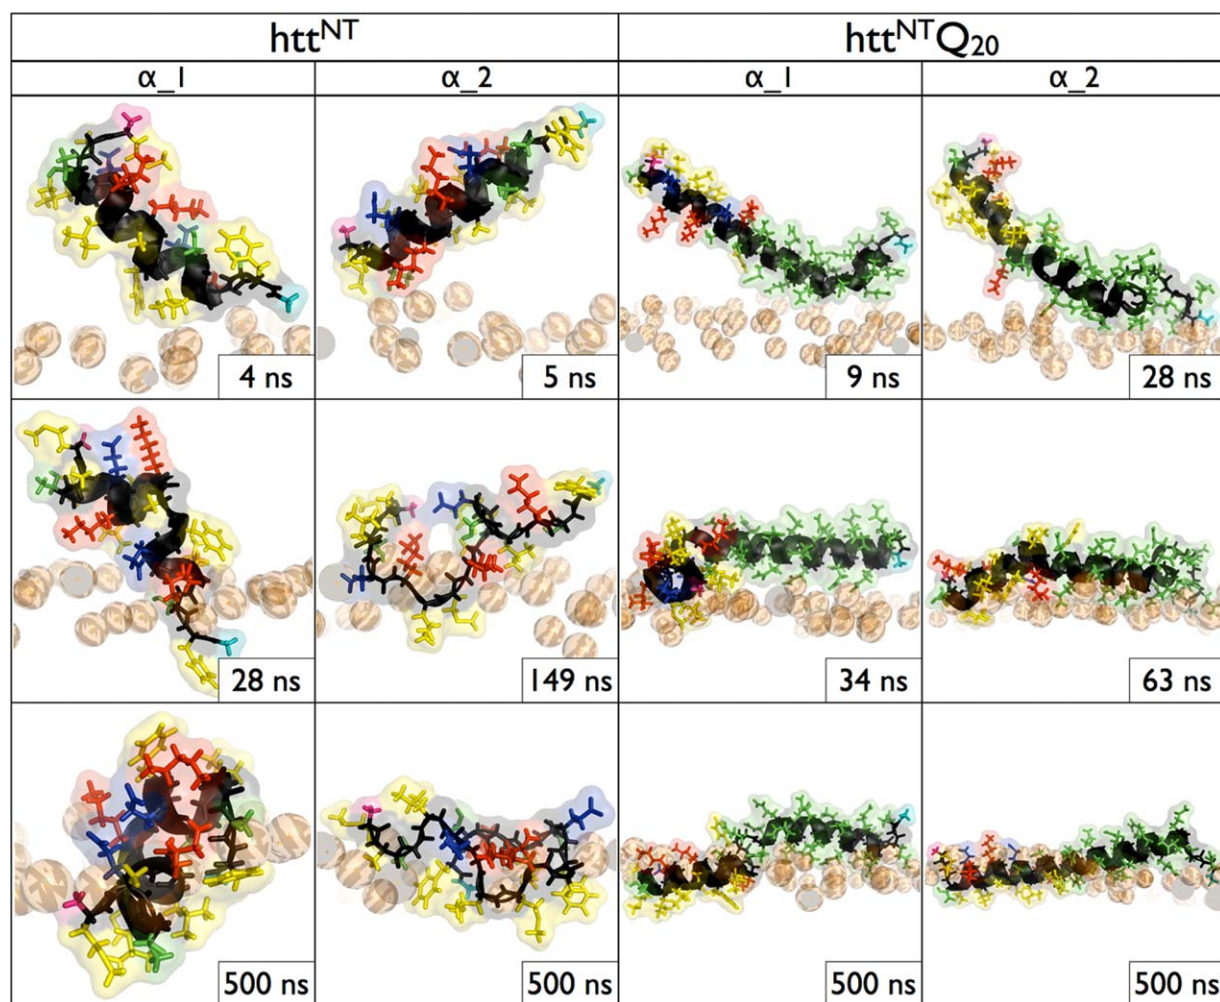 htt^NT htt^NTQ₂₀
α_1 α_2 α_1 α_2
4 ns 5 ns 9 ns 28 ns
28 ns 149 ns 34 ns 63 ns
500 ns 500 ns 500 ns 500 ns